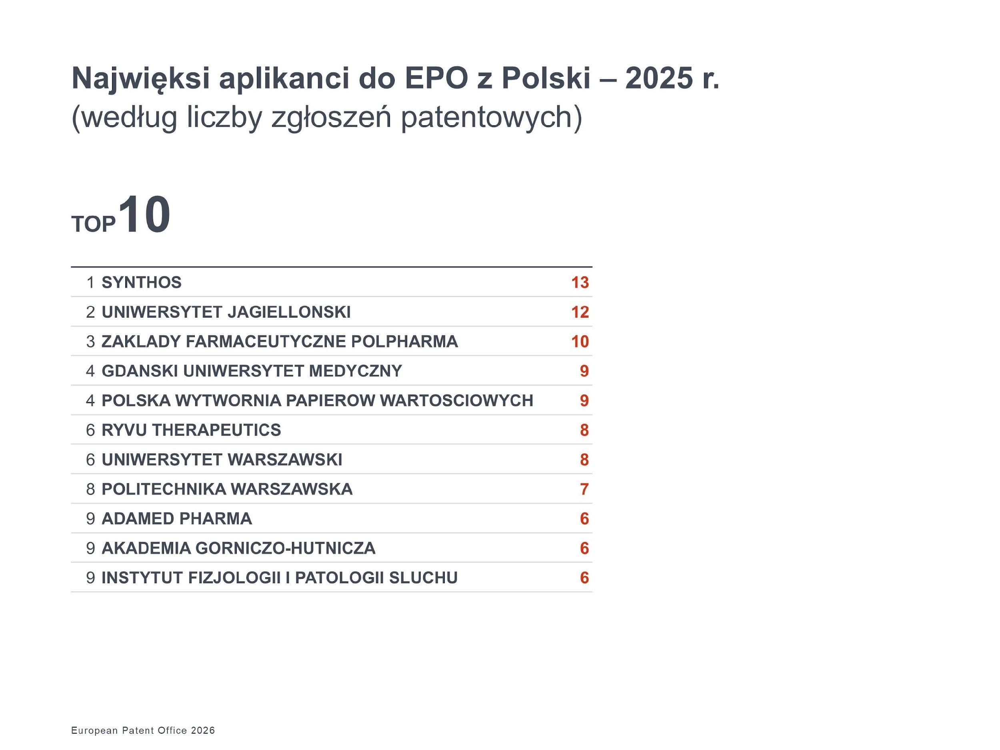 Najwięksi aplikanci do EPO z Polski – 2025 r.
(według liczby zgłoszeń patentowych)
TOP10
1 SYNTHOS 13
2 UNIWERSYTET JAGIELLONSKI 12
3 ZAKLADY FARMACEUTYCZNE POLPHARMA 10
4 GDANSKI UNIWERSYTET MEDYCZNY 9
4 POLSKA WYTWORNIA PAPIEROW WARTOSCIOWYCH 9
6 RYVU THERAPEUTICS 8
6 UNIWERSYTET WARSZAWSKI 8
8 POLITECHNIKA WARSZAWSKA 7
9 ADAMED PHARMA 6
9 AKADEMIA GORNICZO-HUTNICZA 6
9 INSTYTUT FIZJOLOGII I PATOLOGII SLUCHU 6
European Patent Office 2026